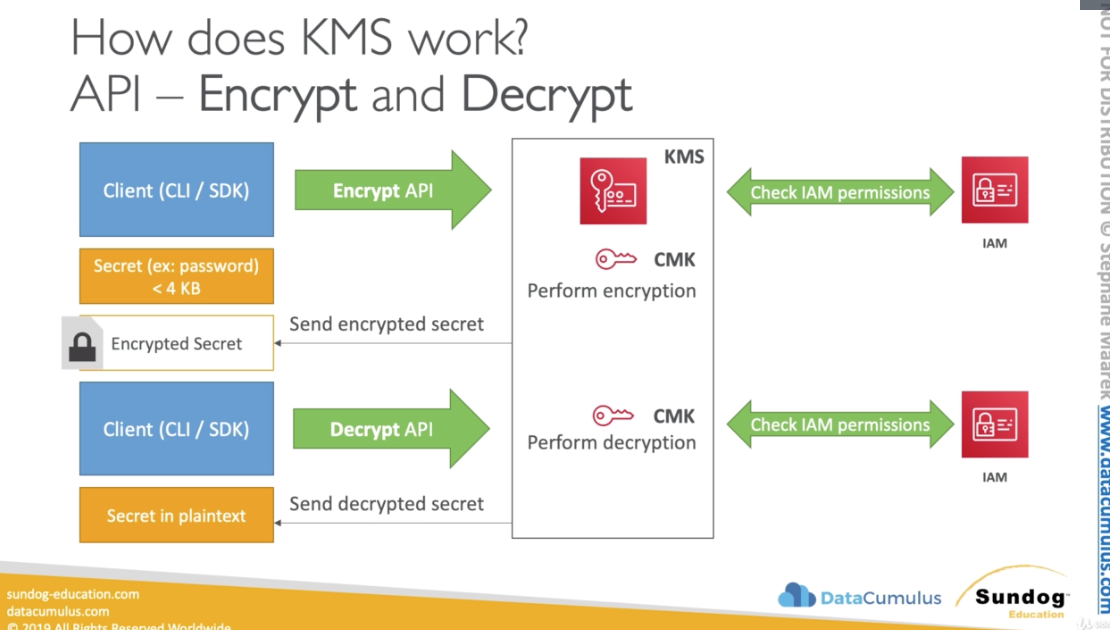 How does KMS work?
API – Encrypt and Decrypt
Client (CLI / SDK)
Encrypt API
KMS
Check IAM permissions
IAM
Secret (ex: password)
< 4 KB
CMK
Perform encryption
Send encrypted secret
Encrypted Secret
Client (CLI / SDK)
Decrypt API
CMK
Perform decryption
Check IAM permissions
IAM
Send decrypted secret
Secret in plaintext
sundog-education.com
datacumulus.com
© 2019 All Rights Reserved Worldwide
DataCumulus
Sundog
Education
NOT FOR DISTRIBUTION © Stephane Maarek www.datacumulus.com